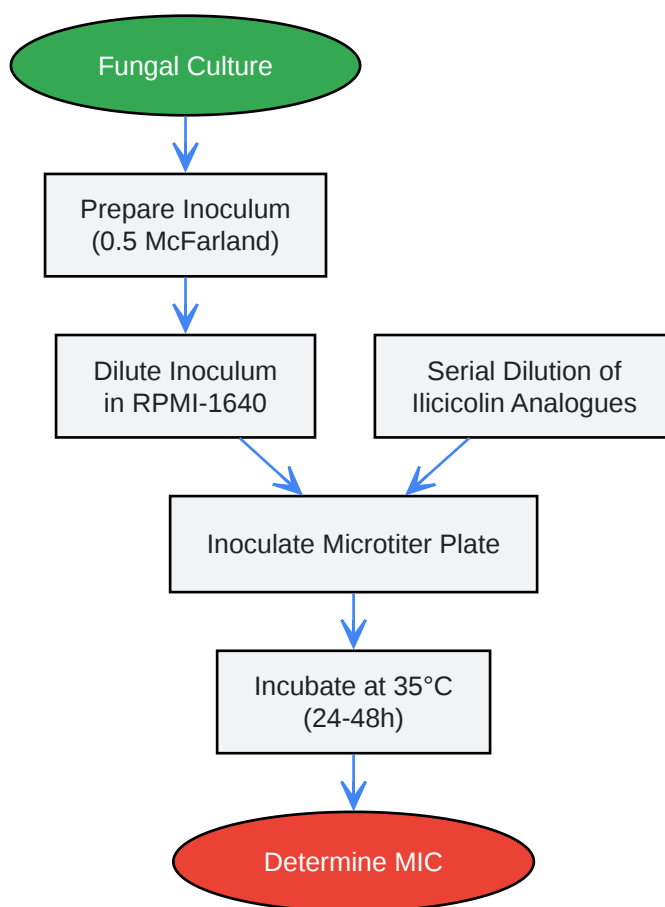 Fungal Culture
Prepare Inoculum
(0.5 McFarland)
Dilute Inoculum
in RPMI-1640
Serial Dilution of
Ilicicolin Analogues
Inoculate Microtiter Plate
Incubate at 35°C
(24-48h)
Determine MIC